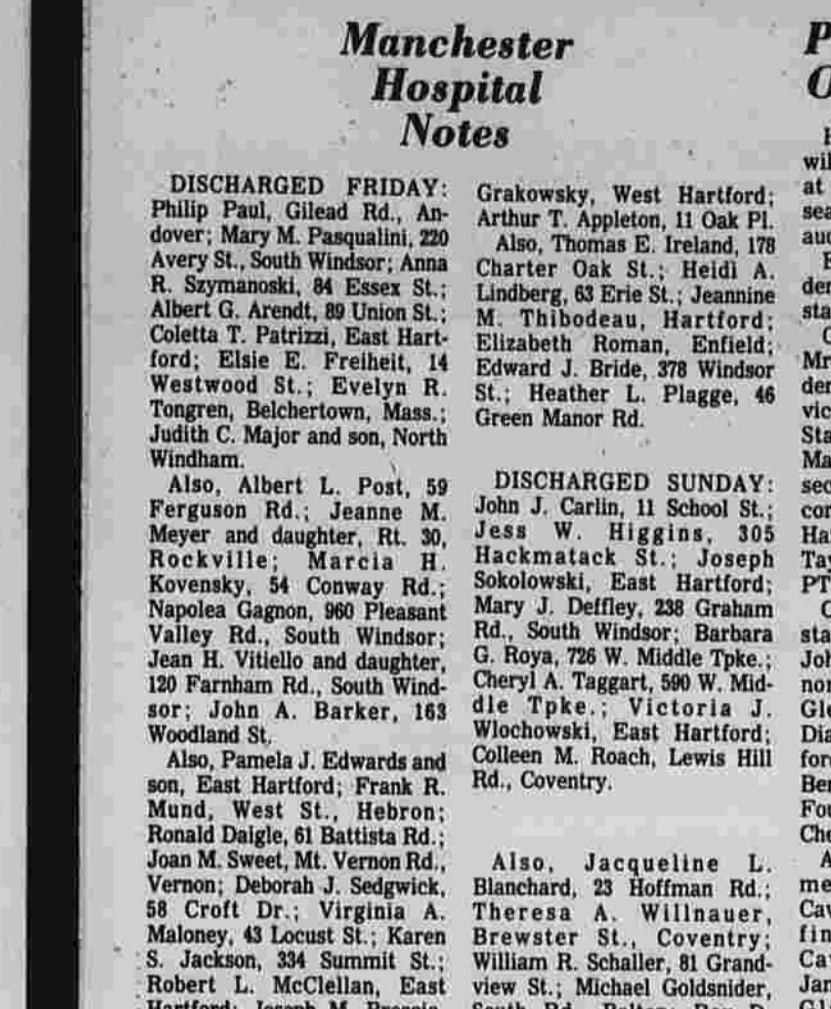 Manchester
Hospital
Notes
DISCHARGED FRIDAY:
Philip Paul, Gilead Rd., An-
dover; Mary M. Pasqualini, 220
Avery St., South Windsor; Anna
R. Szymanoski, 84 Essex St.;
Albert G. Arendt, 89 Union St.;
Coletta T. Patrizzi, East Hart-
ford; Elsie E. Freiheit, 14
Westwood St.; Evelyn R.
Tongren, Belchertown, Mass.;
Judith C. Major and son, North
Windham.
Also, Albert L. Post, 59
Ferguson Rd.; Jeanne M.
Meyer and daughter, Rt. 30,
Rockville; Marcia H.
Kovensky, 54 Conway Rd.;
Napolea Gagnon, 960 Pleasant
Valley Rd., South Windsor;
Jean H. Vitiello and daughter,
120 Farnham Rd., South Wind-
sor; John A. Barker, 163
Woodland St.
Also, Pamela J. Edwards and
son, East Hartford; Frank R.
Mund, West St., Hebron;
Ronald Daigle, 61 Battista Rd.;
Joan M. Sweet, Mt. Vernon Rd.,
Vernon; Deborah J. Sedgwick,
58 Croft Dr.; Virginia A.
Maloney, 43 Locust St.; Karen
S. Jackson, 334 Summit St.;
Robert L. McClellan, East
Hartford; Joseph M.
Grakowsky, West Hartford;
Arthur T. Appleton, 11 Oak Pl.
Also, Thomas E. Ireland, 178
Charter Oak St.; Heidi A.
Lindberg, 63 Erie St.; Jeannine
M. Thibodeau, Hartford;
Elizabeth Roman, Enfield;
Edward J. Bride, 378 Windsor
St.; Heather L. Plagge, 46
Green Manor Rd.
DISCHARGED SUNDAY:
John J. Carlin, 11 School St.;
Jess W. Higgins, 305
Hackmatack St.; Joseph
Sokolowski, East Hartford;
Mary J. Deffley, 238 Graham
Rd., South Windsor; Barbara
G. Roya, 726 W. Middle Tpke.;
Cheryl A. Taggart, 590 W. Mid-
dle Tpke.; Victoria J.
Wlochowski, East Hartford;
Colleen M. Roach, Lewis Hill
Rd., Coventry.
Also, Jacqueline L.
Blanchard, 23 Hoffman Rd.;
Theresa A. Willnauer,
Brewster St., Coventry;
William R. Schaller, 81 Grand-
view St.; Michael Goldsnider,
South Rd., Bolton; Roy D.